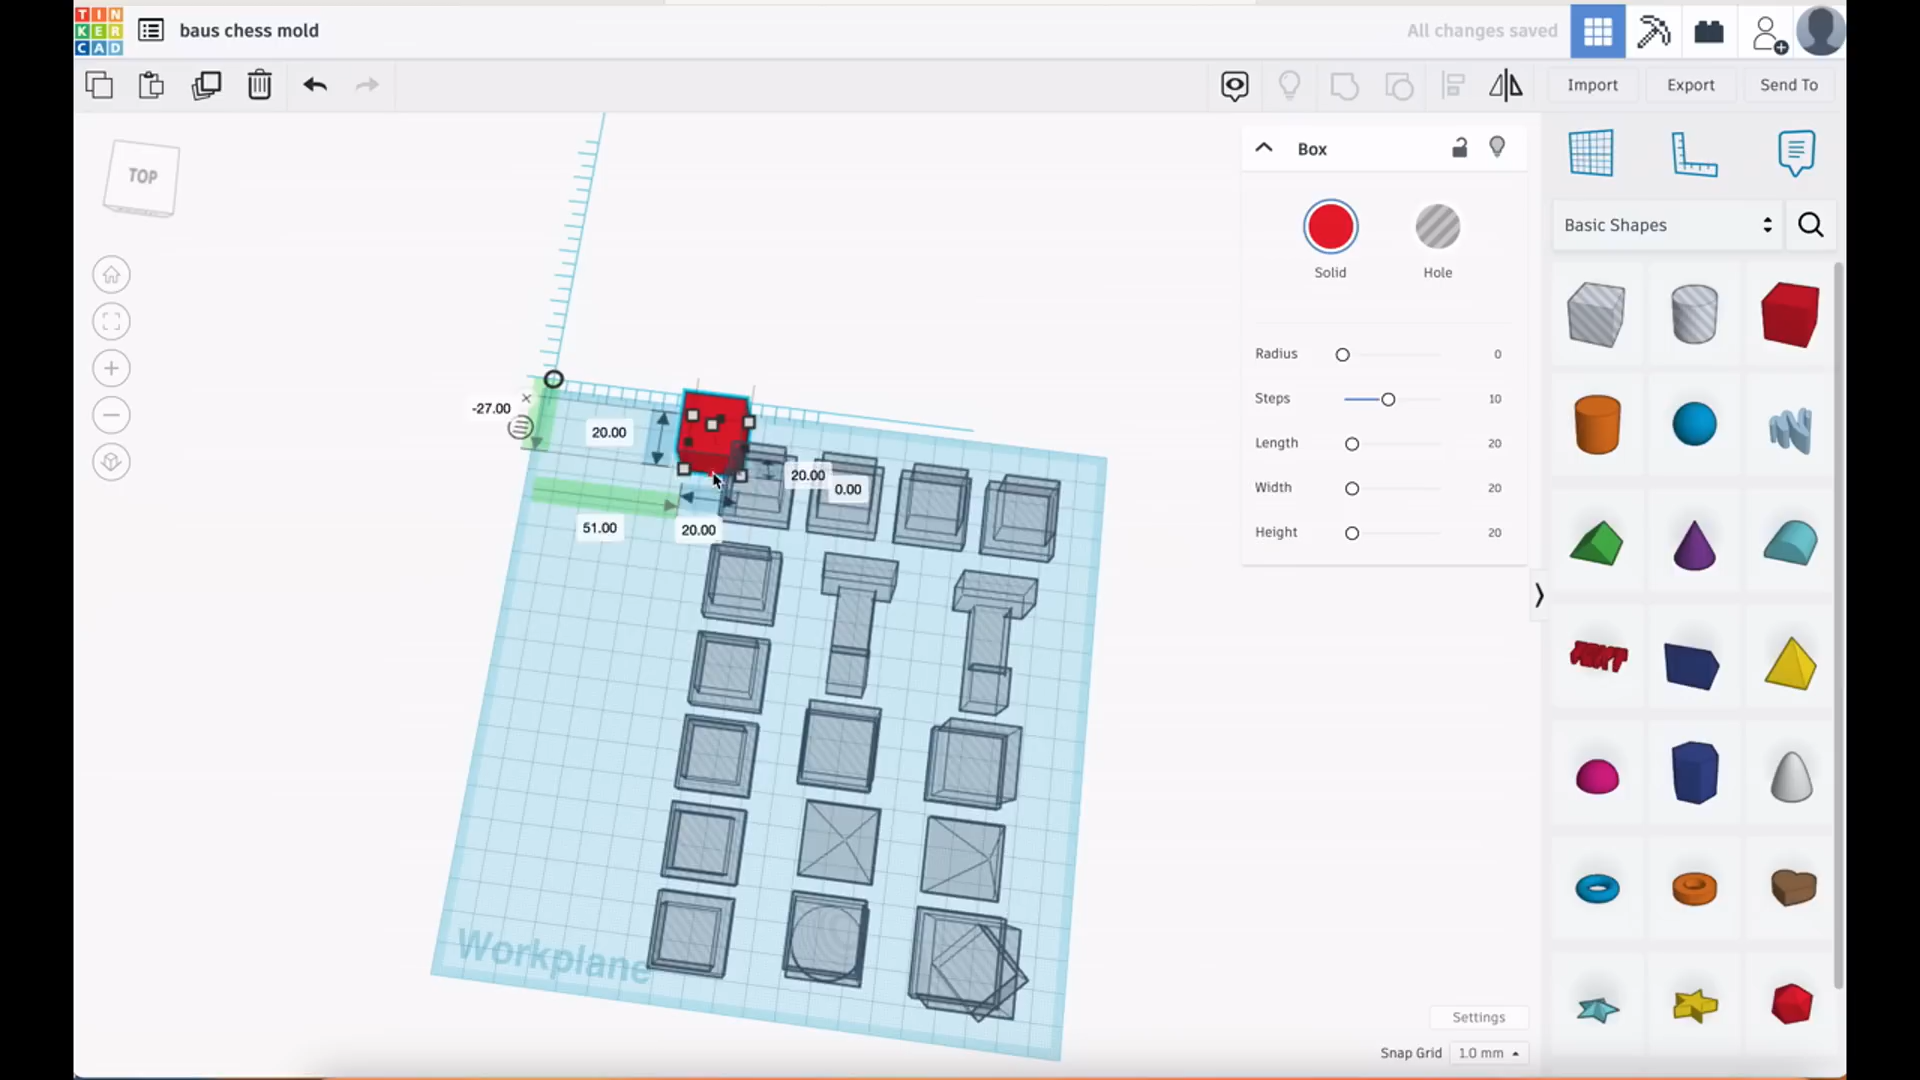 TIN
KER
CAD
baus chess mold
All changes saved
Import
Export
Send To
TOP
Box
Solid
Hole
Radius 0
Steps 10
Length 20
Width 20
Height 20
Basic Shapes
-27.00
20.00
20.00
0.00
51.00
20.00
Workplane
TEXT
Settings
Snap Grid 1.0 mm